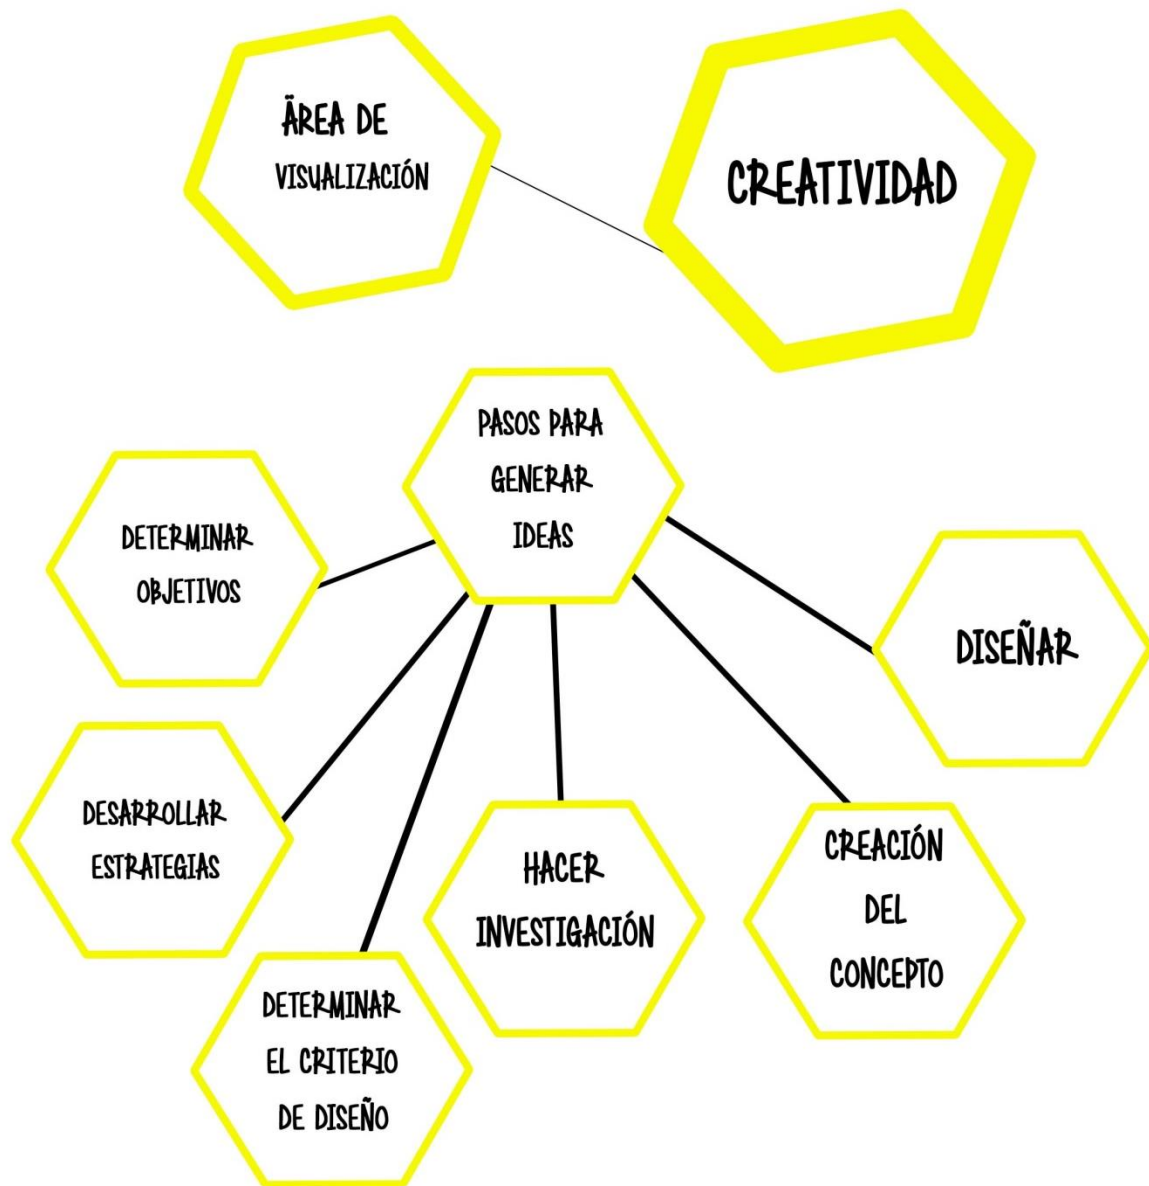 ÄREA DE
VISUALIZACIÓN
CREATIVIDAD
PASOS PARA
GENERAR
IDEAS
DETERMINAR
OBJETIVOS
DESARROLLAR
ESTRATEGIAS
DETERMINAR
EL CRITERIO
DE DISEÑO
HACER
INVESTIGACIÓN
CREACIÓN
DEL
CONCEPTO
DISEÑAR